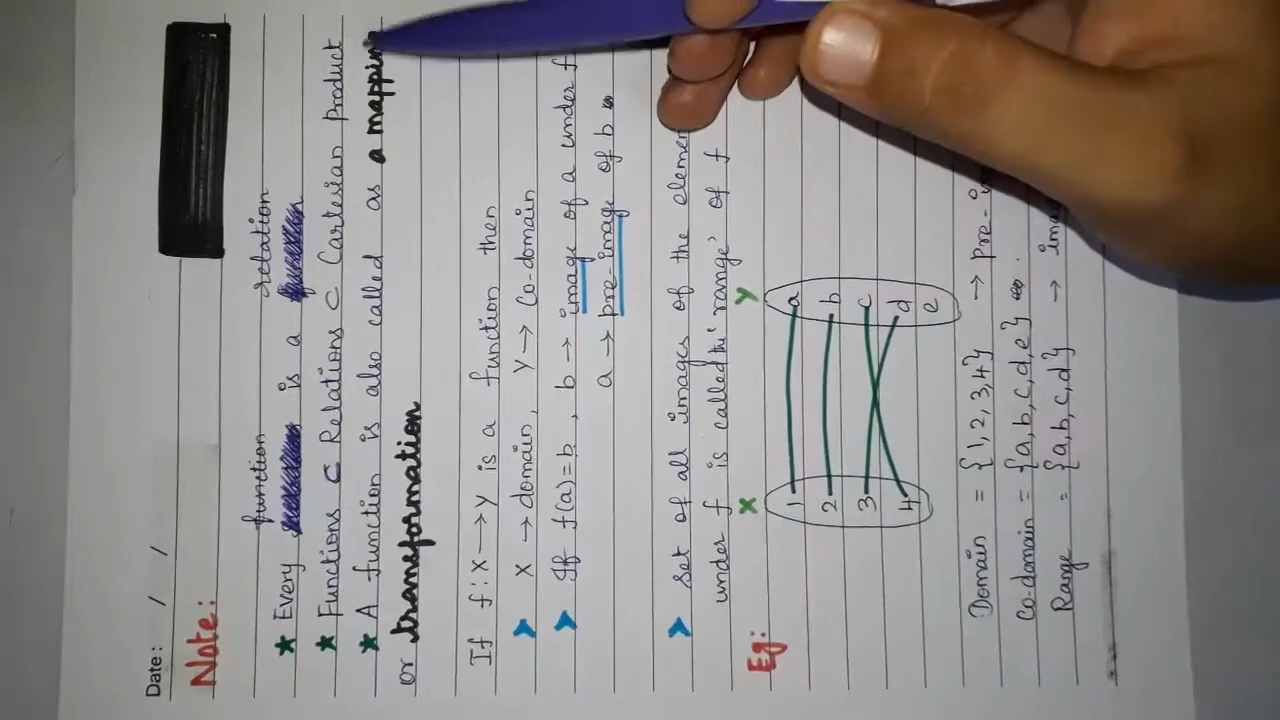 Date: / /
Note:
function relation
★ Every is a
★ Functions ⊂ Relations ⊂ Cartesian product
★ A function is also called as a mappin
or transformation
If f: X → Y is a function then
➤ X → domain, Y → Co-domain
➤ If f(a)=b, b → image of a under f
a → pre-image of b
➤ set of all images of the elemen
under f is called the 'range' of f
Eg: X Y
1 a
2 b
3 c
4 d
e
Domain = {1,2,3,4} → pre-i
Co-domain = {a,b,c,d,e}.
Range = {a,b,c,d} → ima